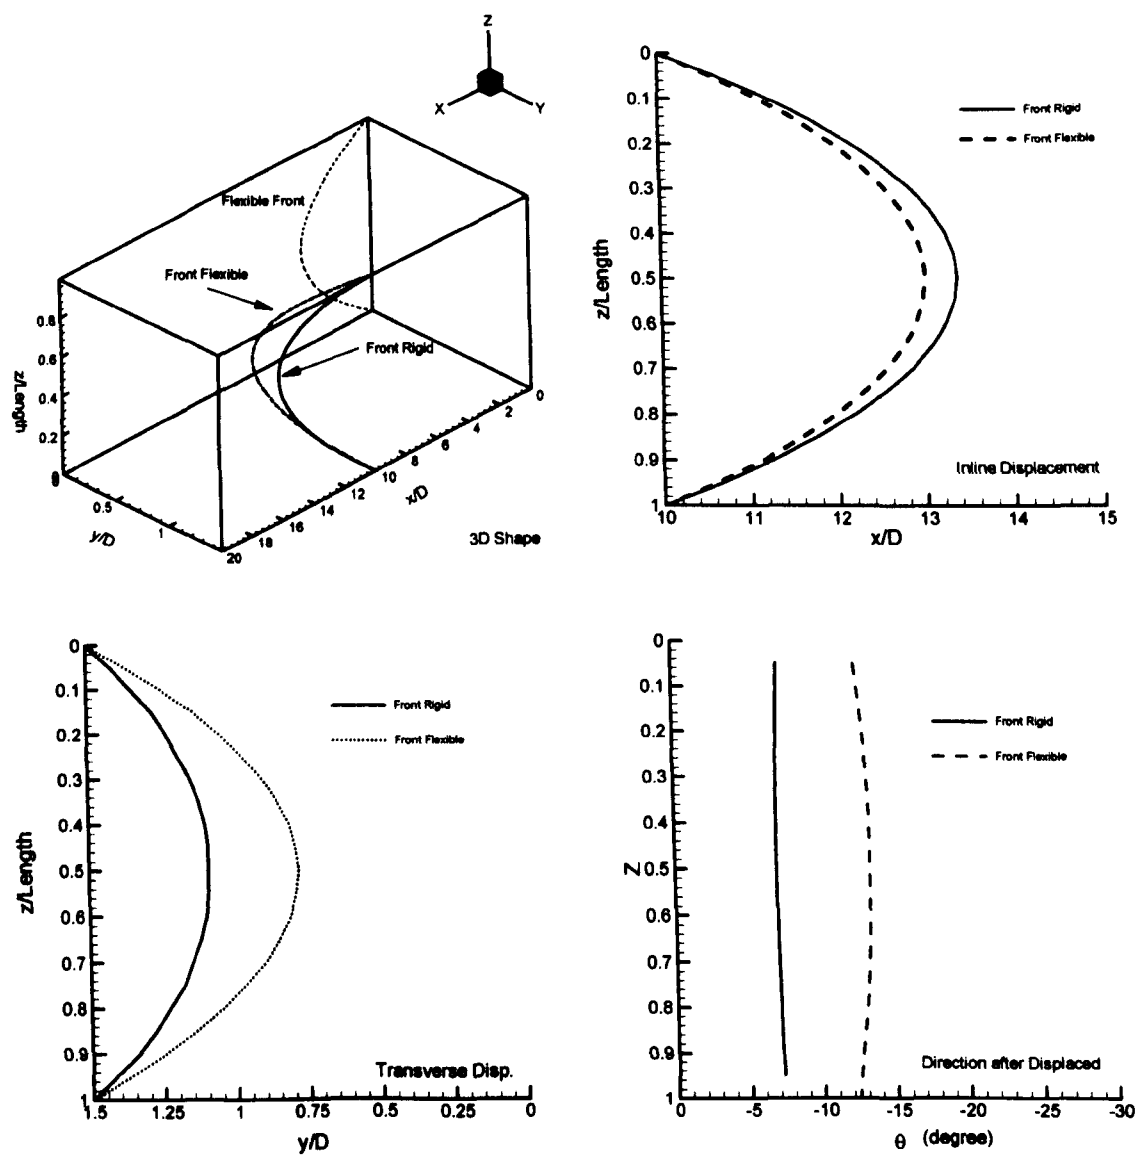 Z
X
Y
Flexible Front
Front Flexible
Front Rigid
0.8
0.6
0.4
0.2
0
z/Length
0
0.5
1
y/D
20
18
16
14
12
10
8
6
4
2
0
x/D
3D Shape
0
0.1
0.2
0.3
0.4
0.5
0.6
0.7
0.8
0.9
1
z/Length
Front Rigid
Front Flexible
Inline Displacement
10
11
12
13
14
15
x/D
0
0.1
0.2
0.3
0.4
0.5
0.6
0.7
0.8
0.9
1
z/Length
Front Rigid
Front Flexible
Transverse Disp.
1.5
1.25
1
0.75
0.5
0.25
0
y/D
0
0.1
0.2
0.3
0.4
0.5
0.6
0.7
0.8
0.9
1
Z
Front Rigid
Front Flexible
Direction after Displaced
0
-5
-10
-15
-20
-25
-30
θ (degree)